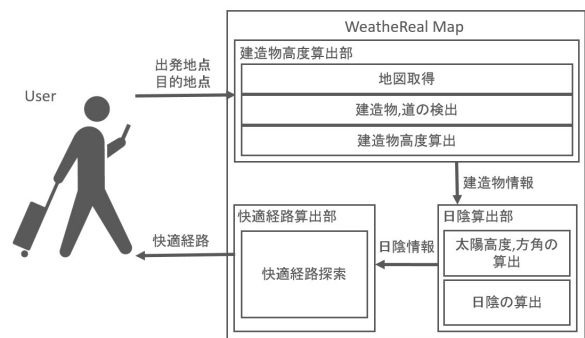 WeatheReal Map
建造物高度算出部
出発地点
目的地点
地図取得
User
建造物,道の検出
建造物高度算出
建造物情報
快適経路算出部
日陰算出部
快適経路
日陰情報
太陽高度,方角の
算出
快適経路探索
日陰の算出